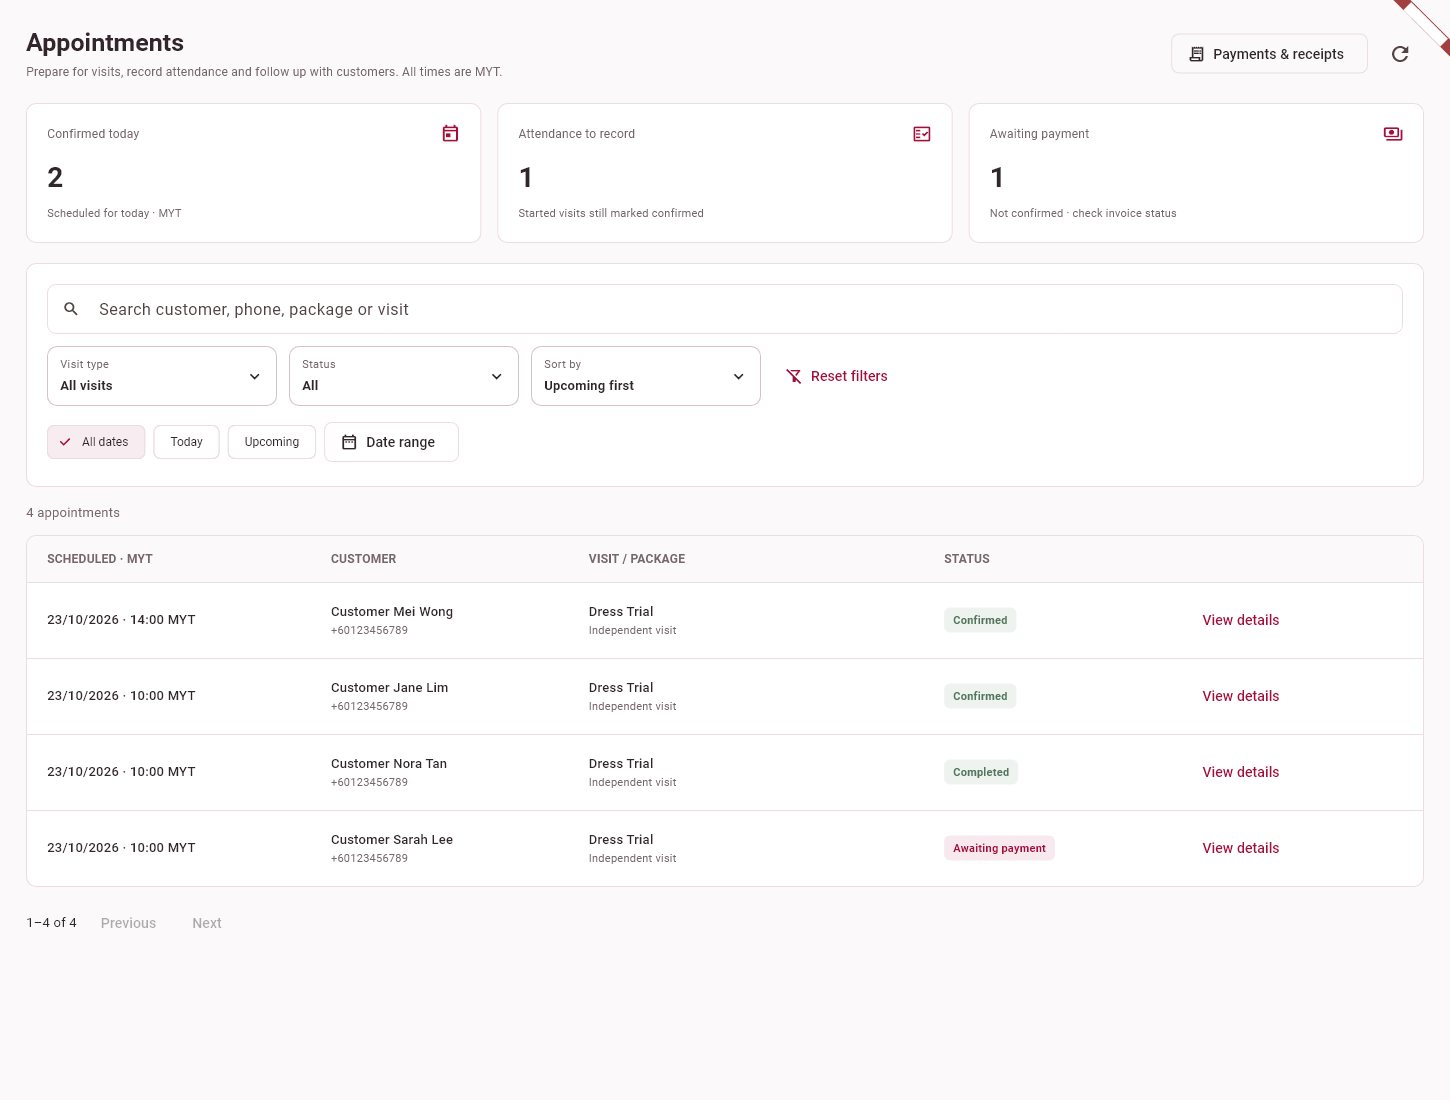 Appointments
Prepare for visits, record attendance and follow up with customers. All times are MYT.
Payments & receipts
Confirmed today
2
Scheduled for today · MYT
Attendance to record
1
Started visits still marked confirmed
Awaiting payment
1
Not confirmed · check invoice status
Search customer, phone, package or visit
Visit type
All visits
Status
All
Sort by
Upcoming first
Reset filters
All dates
Today
Upcoming
Date range
4 appointments
SCHEDULED · MYT CUSTOMER VISIT / PACKAGE STATUS
23/10/2026 · 14:00 MYT
Customer Mei Wong
+60123456789
Dress Trial
Independent visit
Confirmed
View details
23/10/2026 · 10:00 MYT
Customer Jane Lim
+60123456789
Dress Trial
Independent visit
Confirmed
View details
23/10/2026 · 10:00 MYT
Customer Nora Tan
+60123456789
Dress Trial
Independent visit
Completed
View details
23/10/2026 · 10:00 MYT
Customer Sarah Lee
+60123456789
Dress Trial
Independent visit
Awaiting payment
View details
1–4 of 4 Previous Next